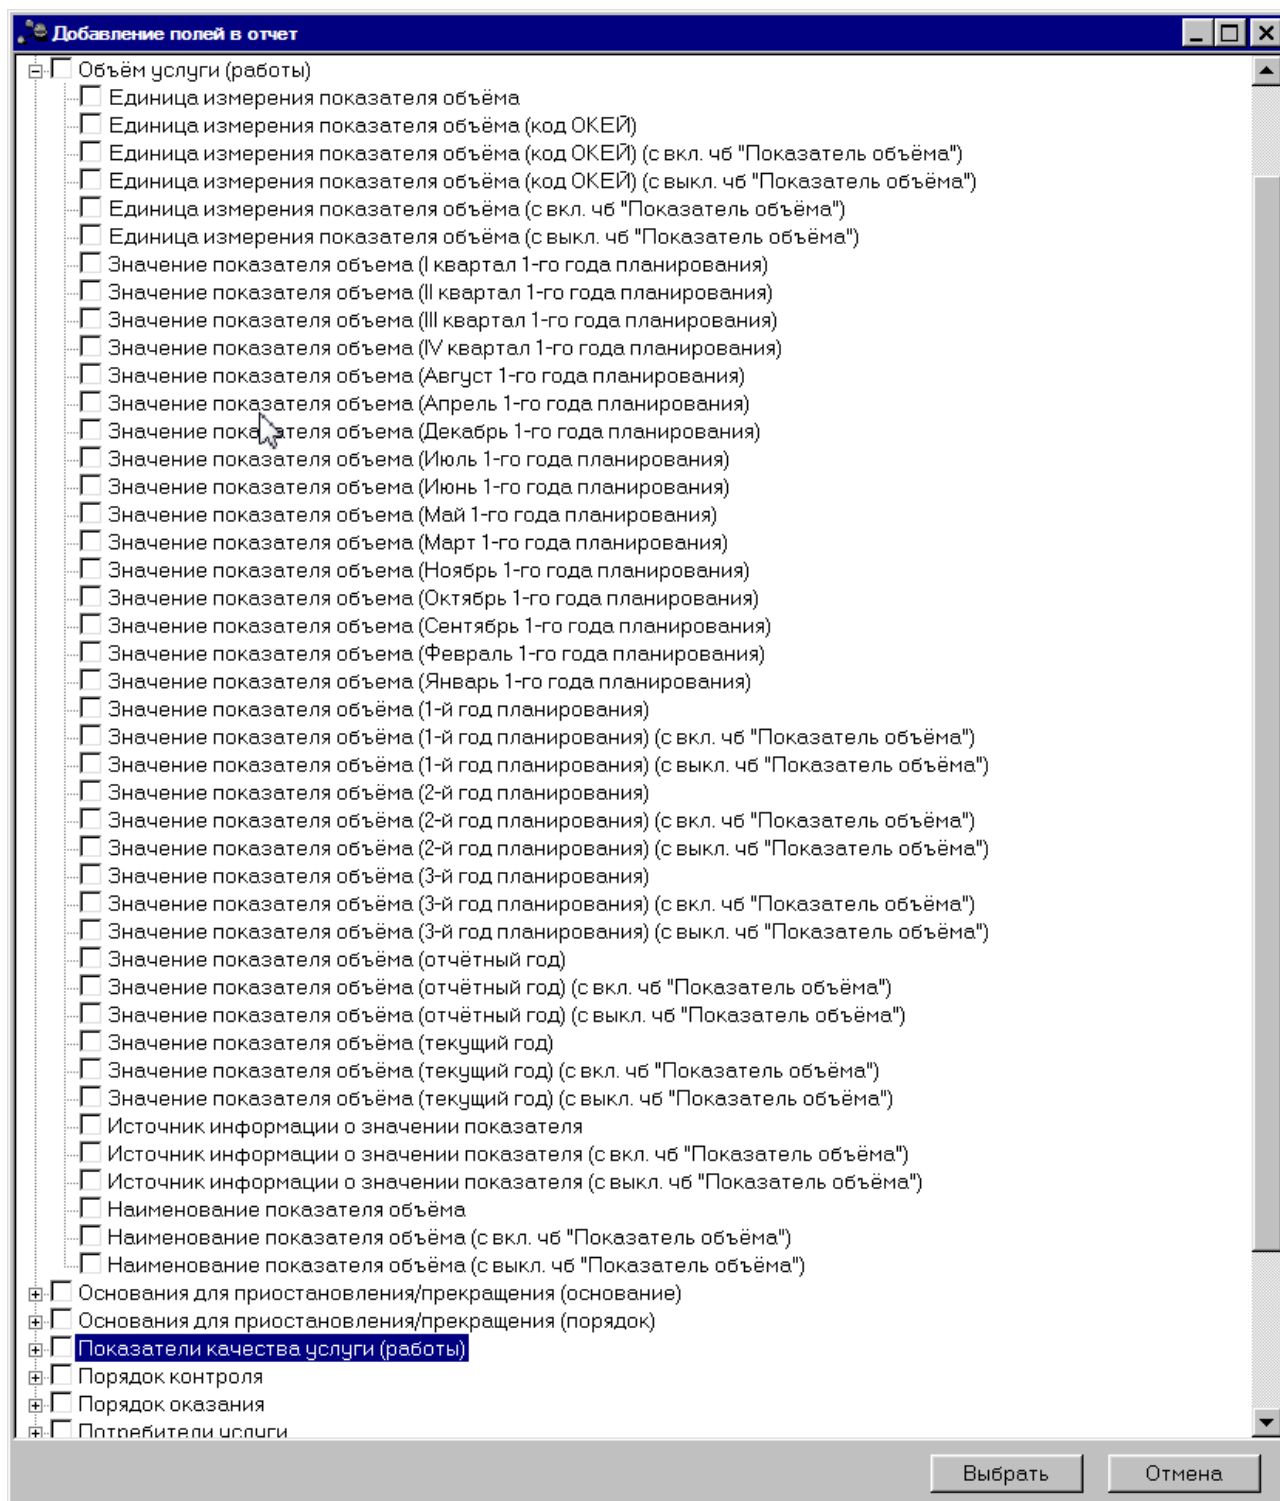 Добавление полей в отчет
Объём услуги (работы)
Единица измерения показателя объёма
Единица измерения показателя объёма (код ОКЕЙ)
Единица измерения показателя объёма (код ОКЕЙ) (с вкл. чб "Показатель объёма")
Единица измерения показателя объёма (код ОКЕЙ) (с выкл. чб "Показатель объёма")
Единица измерения показателя объёма (с вкл. чб "Показатель объёма")
Единица измерения показателя объёма (с выкл. чб "Показатель объёма")
Значение показателя объема (I квартал 1-го года планирования)
Значение показателя объема (II квартал 1-го года планирования)
Значение показателя объема (III квартал 1-го года планирования)
Значение показателя объема (IV квартал 1-го года планирования)
Значение показателя объема (Август 1-го года планирования)
Значение показателя объема (Апрель 1-го года планирования)
Значение показателя объема (Декабрь 1-го года планирования)
Значение показателя объема (Июль 1-го года планирования)
Значение показателя объема (Июнь 1-го года планирования)
Значение показателя объема (Май 1-го года планирования)
Значение показателя объема (Март 1-го года планирования)
Значение показателя объема (Ноябрь 1-го года планирования)
Значение показателя объема (Октябрь 1-го года планирования)
Значение показателя объема (Сентябрь 1-го года планирования)
Значение показателя объема (Февраль 1-го года планирования)
Значение показателя объема (Январь 1-го года планирования)
Значение показателя объёма (1-й год планирования)
Значение показателя объёма (1-й год планирования) (с вкл. чб "Показатель объёма")
Значение показателя объёма (1-й год планирования) (с выкл. чб "Показатель объёма")
Значение показателя объёма (2-й год планирования)
Значение показателя объёма (2-й год планирования) (с вкл. чб "Показатель объёма")
Значение показателя объёма (2-й год планирования) (с выкл. чб "Показатель объёма")
Значение показателя объёма (3-й год планирования)
Значение показателя объёма (3-й год планирования) (с вкл. чб "Показатель объёма")
Значение показателя объёма (3-й год планирования) (с выкл. чб "Показатель объёма")
Значение показателя объёма (отчётный год)
Значение показателя объёма (отчётный год) (с вкл. чб "Показатель объёма")
Значение показателя объёма (отчётный год) (с выкл. чб "Показатель объёма")
Значение показателя объёма (текущий год)
Значение показателя объёма (текущий год) (с вкл. чб "Показатель объёма")
Значение показателя объёма (текущий год) (с выкл. чб "Показатель объёма")
Источник информации о значении показателя
Источник информации о значении показателя (с вкл. чб "Показатель объёма")
Источник информации о значении показателя (с выкл. чб "Показатель объёма")
Наименование показателя объёма
Наименование показателя объёма (с вкл. чб "Показатель объёма")
Наименование показателя объёма (с выкл. чб "Показатель объёма")
Основания для приостановления/прекращения (основание)
Основания для приостановления/прекращения (порядок)
Показатели качества услуги (работы)
Порядок контроля
Порядок оказания
Потребители услуги
Выбрать
Отмена